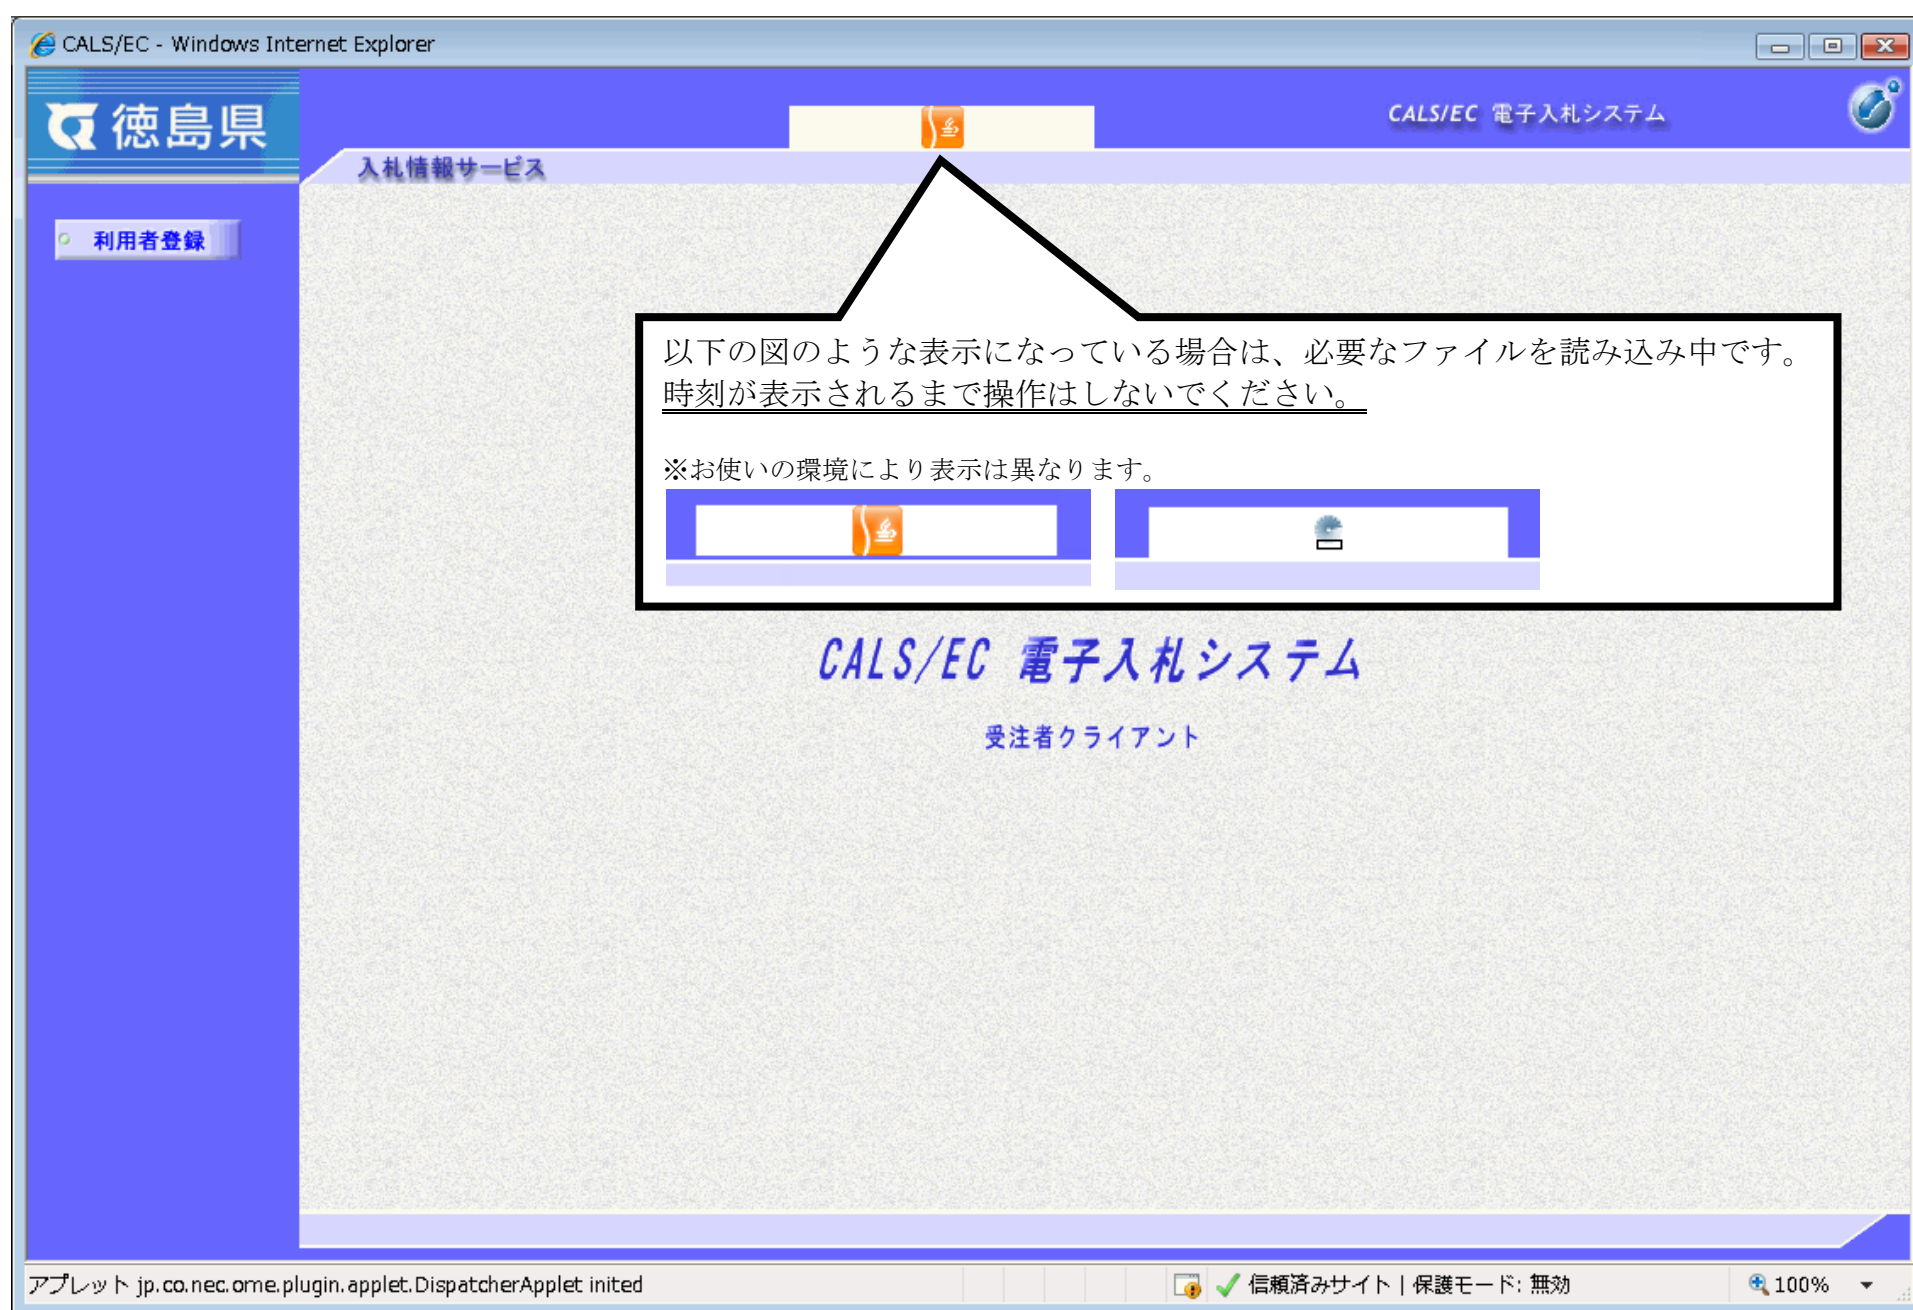 CALS/EC - Windows Internet Explorer
徳島県
CALS/EC 電子入札システム
入札情報サービス
利用者登録
以下の図のような表示になっている場合は、必要なファイルを読み込み中です。
時刻が表示されるまで操作はしないでください。
※お使いの環境により表示は異なります。
CALS/EC 電子入札システム
受注者クライアント
アプレット jp.co.nec.ome.plugin.applet.DispatcherApplet inited
信頼済みサイト | 保護モード: 無効
100%